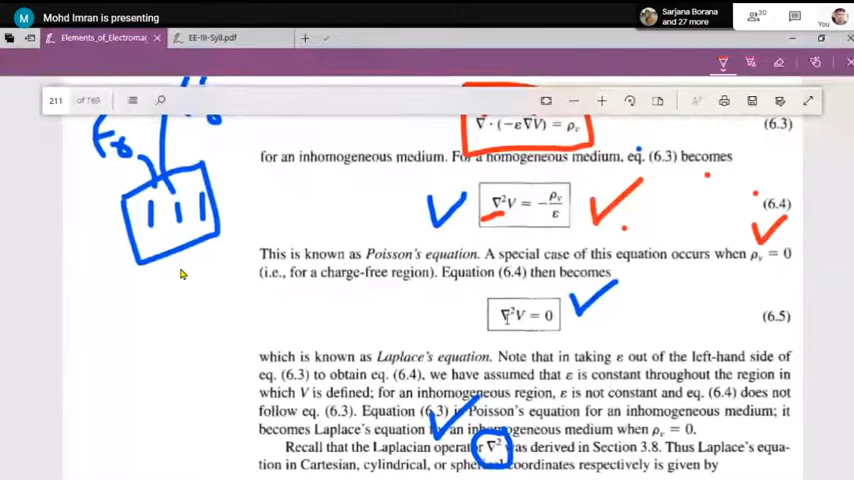 Mohd Imran is presenting
Sarjana Borana
and 27 more
30
You
Elements_of_Electromac
EE-III-Syll.pdf
211 of 789
∇ · (−ε∇V) = ρᵥ (6.3)
for an inhomogeneous medium. For a homogeneous medium, eq. (6.3) becomes
∇²V = −ρᵥ/ε (6.4)
This is known as Poisson's equation. A special case of this equation occurs when ρᵥ = 0
(i.e., for a charge-free region). Equation (6.4) then becomes
∇²V = 0 (6.5)
which is known as Laplace's equation. Note that in taking ε out of the left-hand side of
eq. (6.3) to obtain eq. (6.4), we have assumed that ε is constant throughout the region in
which V is defined; for an inhomogeneous region, ε is not constant and eq. (6.4) does not
follow eq. (6.3). Equation (6.3) is Poisson's equation for an inhomogeneous medium; it
becomes Laplace's equation for an inhomogeneous medium when ρᵥ = 0.
Recall that the Laplacian operator ∇² was derived in Section 3.8. Thus Laplace's equa-
tion in Cartesian, cylindrical, or spherical coordinates respectively is given by